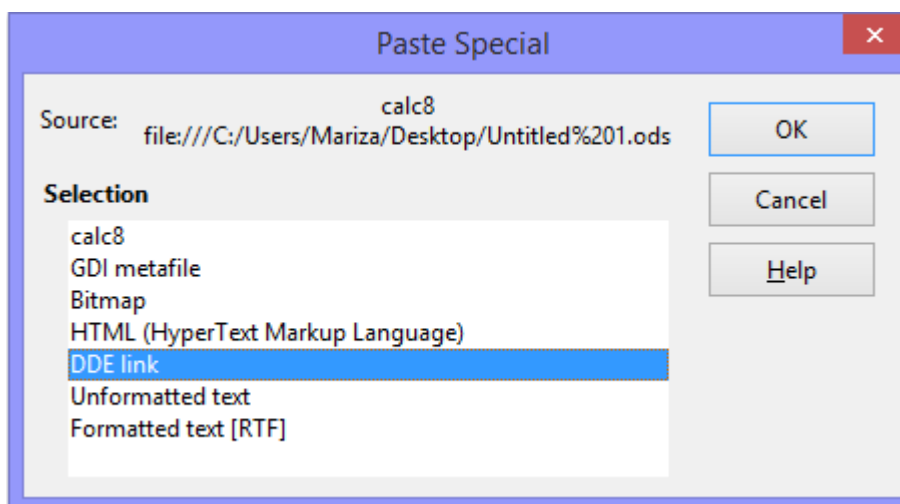 Paste Special
Source:
calc8
file:///C:/Users/Mariza/Desktop/Untitled%201.ods
OK
Selection
Cancel
calc8
GDI metafile
Help
Bitmap
HTML (HyperText Markup Language)
DDE link
Unformatted text
Formatted text [RTF]